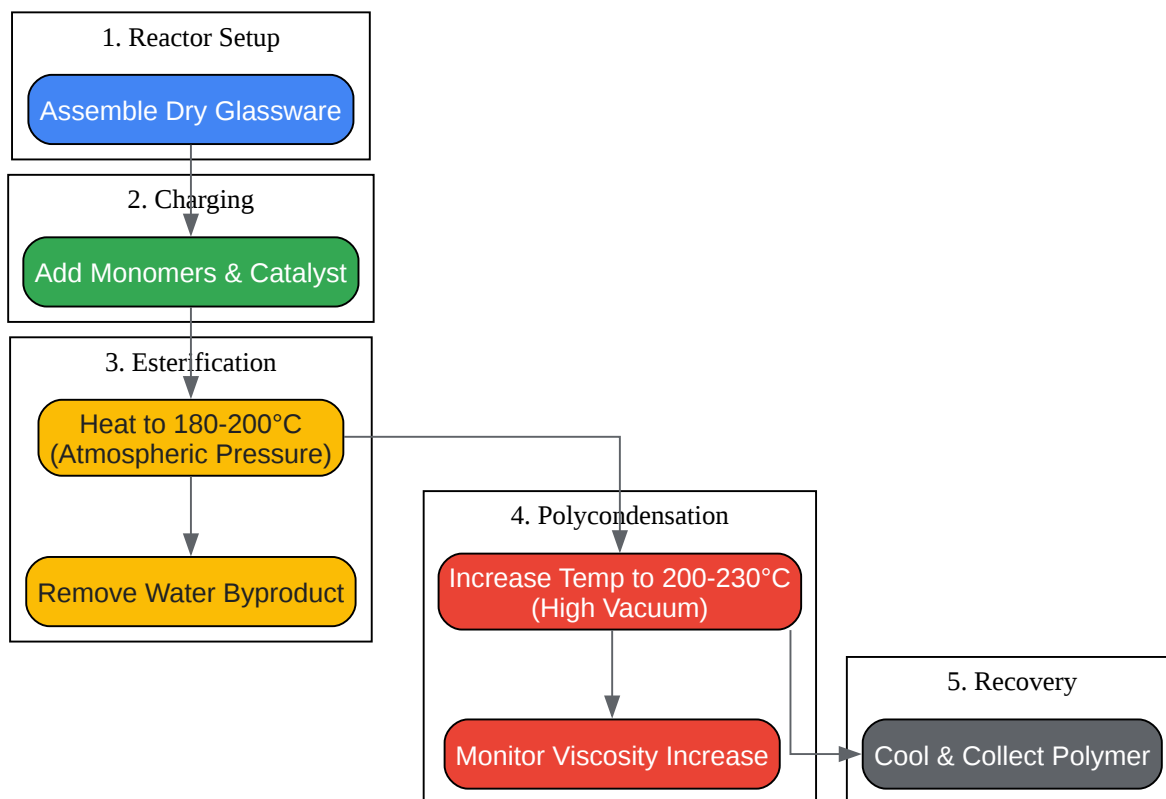 1. Reactor Setup
Assemble Dry Glassware
2. Charging
Add Monomers & Catalyst
3. Esterification
Heat to 180-200°C
(Atmospheric Pressure)
Remove Water Byproduct
4. Polycondensation
Increase Temp to 200-230°C
(High Vacuum)
Monitor Viscosity Increase
5. Recovery
Cool & Collect Polymer